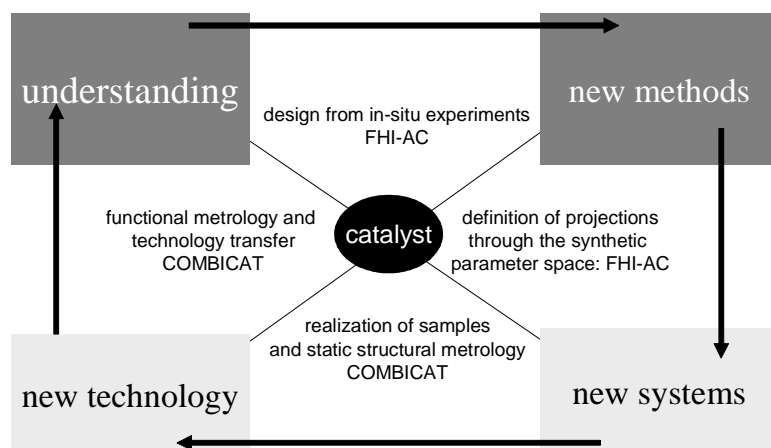 understanding
new methods
design from in-situ experiments
FHI-AC
functional metrology and
technology transfer
COMBICAT
catalyst
definition of projections
through the synthetic
parameter space: FHI-AC
realization of samples
and static structural metrology
COMBICAT
new technology
new systems